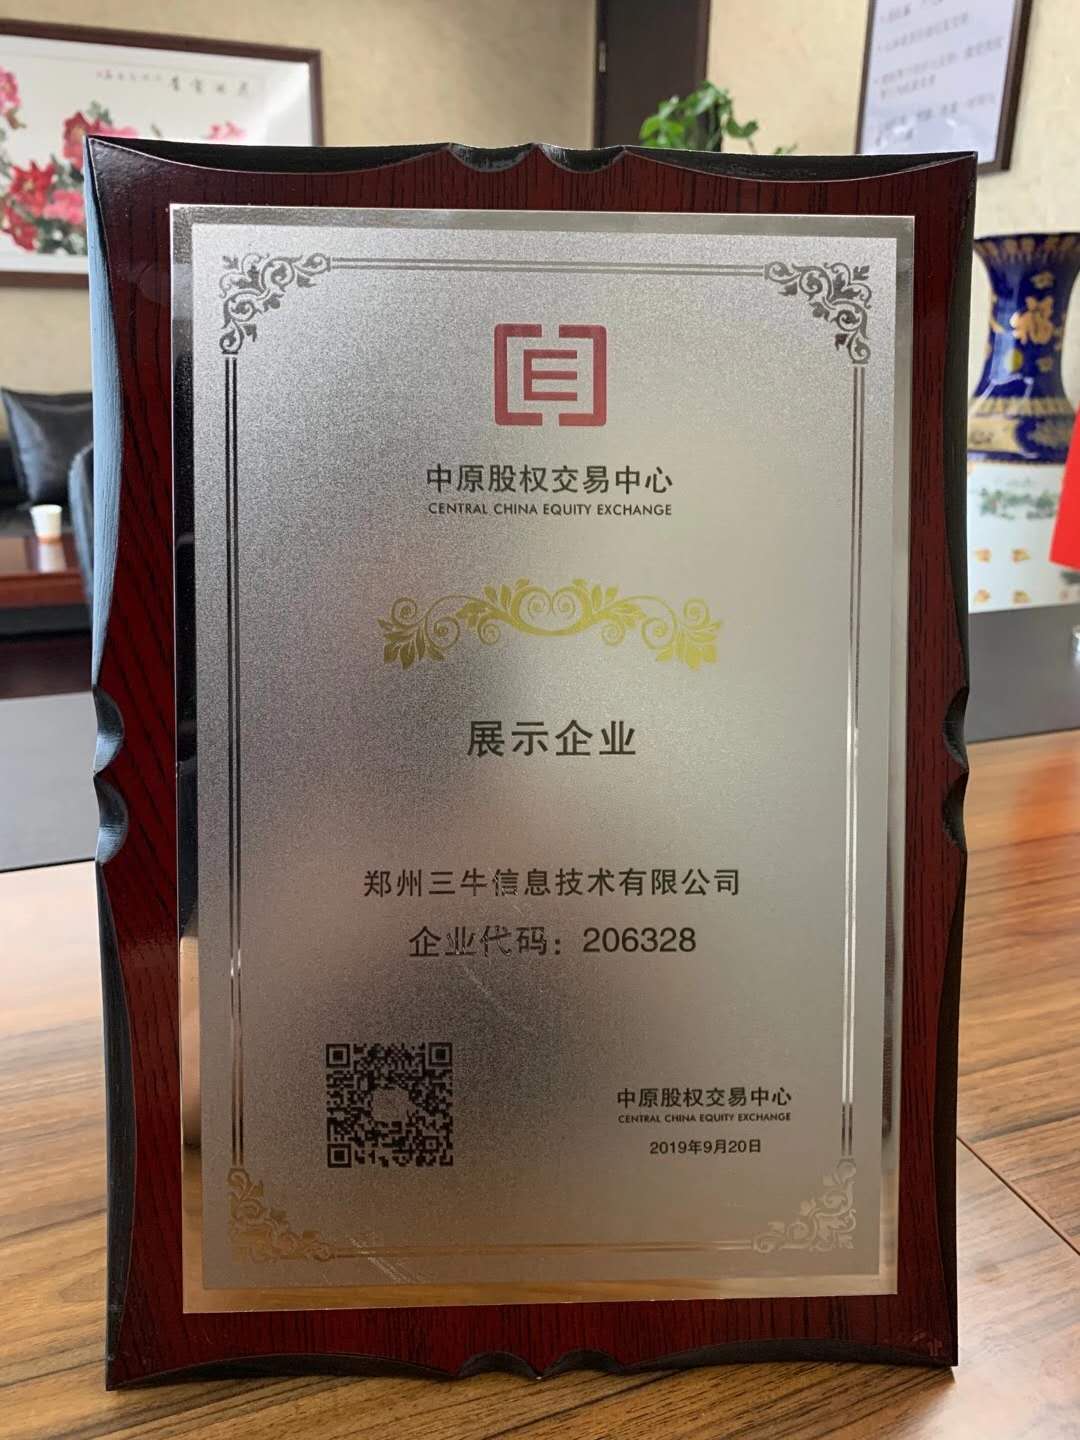 中原股权交易中心
CENTRAL CHINA EQUITY EXCHANGE
展示企业
郑州三牛信息技术有限公司
企业代码：206328
中原股权交易中心
CENTRAL CHINA EQUITY EXCHANGE
2019年9月20日
福